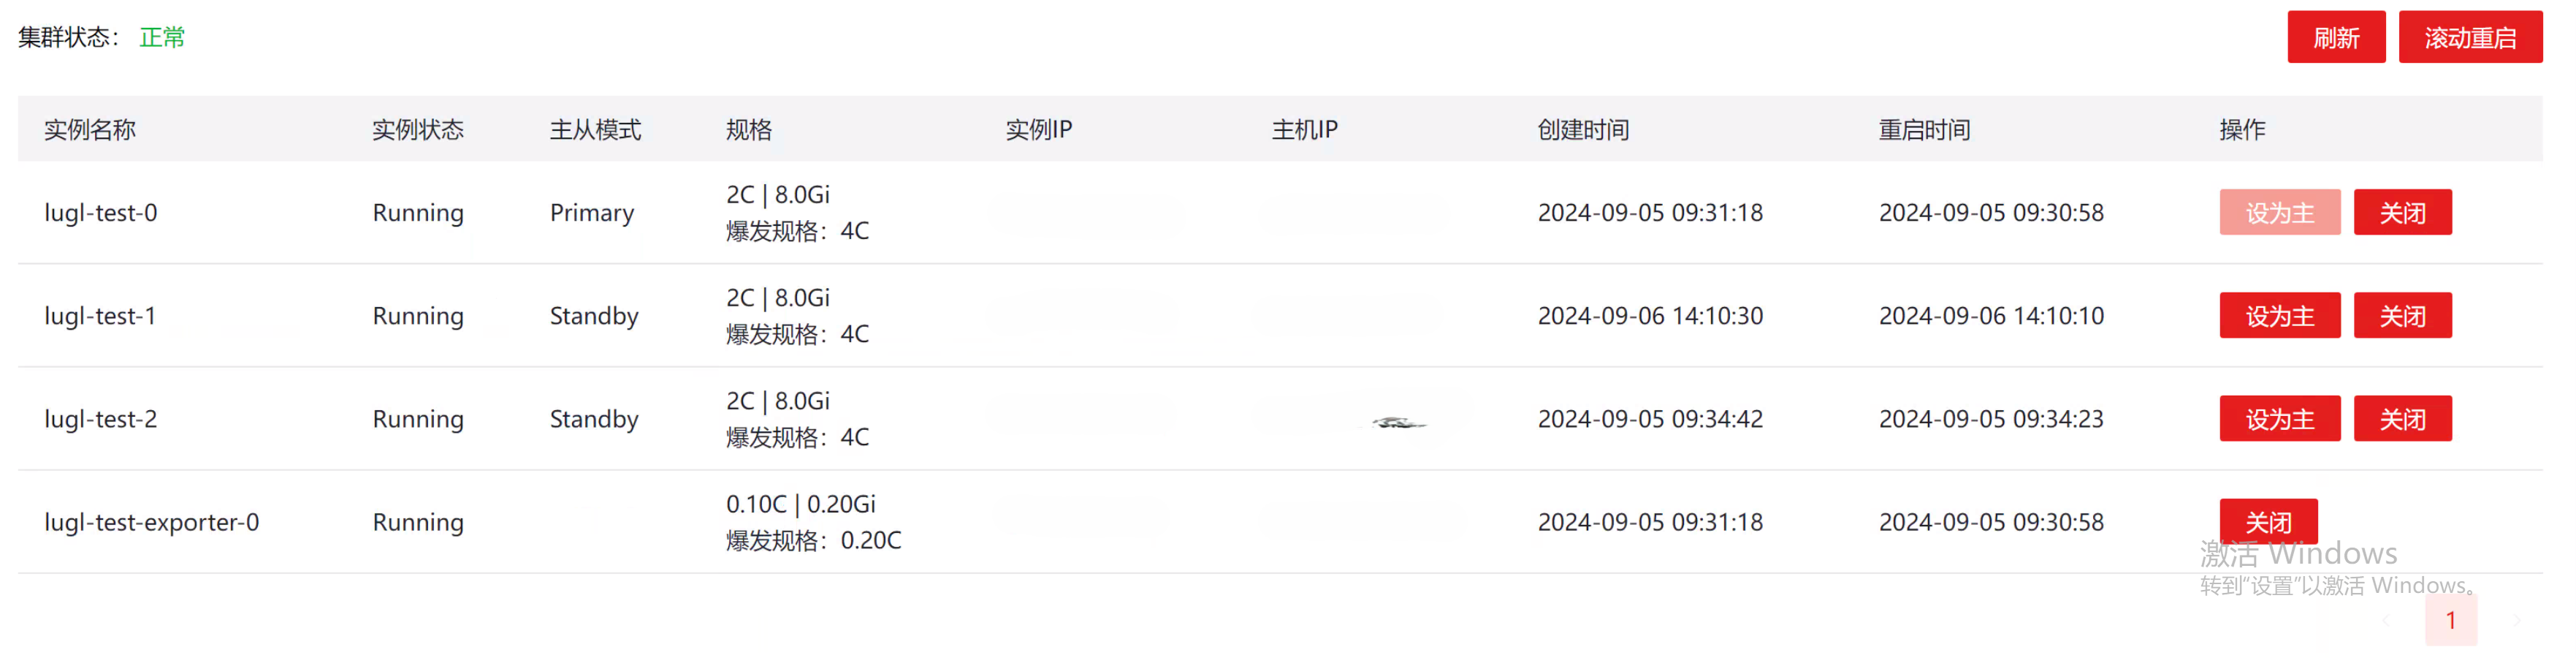 集群状态： 正常 刷新 滚动重启
实例名称 实例状态 主从模式 规格 实例IP 主机IP 创建时间 重启时间 操作
lugl-test-0 Running Primary 2C | 8.0Gi 2024-09-05 09:31:18 2024-09-05 09:30:58 设为主 关闭
爆发规格：4C
lugl-test-1 Running Standby 2C | 8.0Gi 2024-09-06 14:10:30 2024-09-06 14:10:10 设为主 关闭
爆发规格：4C
lugl-test-2 Running Standby 2C | 8.0Gi 2024-09-05 09:34:42 2024-09-05 09:34:23 设为主 关闭
爆发规格：4C
lugl-test-exporter-0 Running 0.10C | 0.20Gi 2024-09-05 09:31:18 2024-09-05 09:30:58 关闭
爆发规格：0.20C
激活 Windows
转到“设置”以激活 Windows。
1